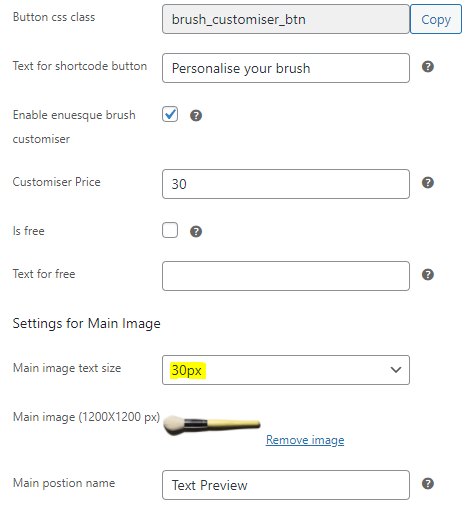 Button css class
brush_customiser_btn
Copy
Text for shortcode button
Personalise your brush
Enable enuesque brush
customiser
Customiser Price
30
Is free
Text for free
Settings for Main Image
Main image text size
30px
Main image (1200X1200 px)
Remove image
Main postion name
Text Preview